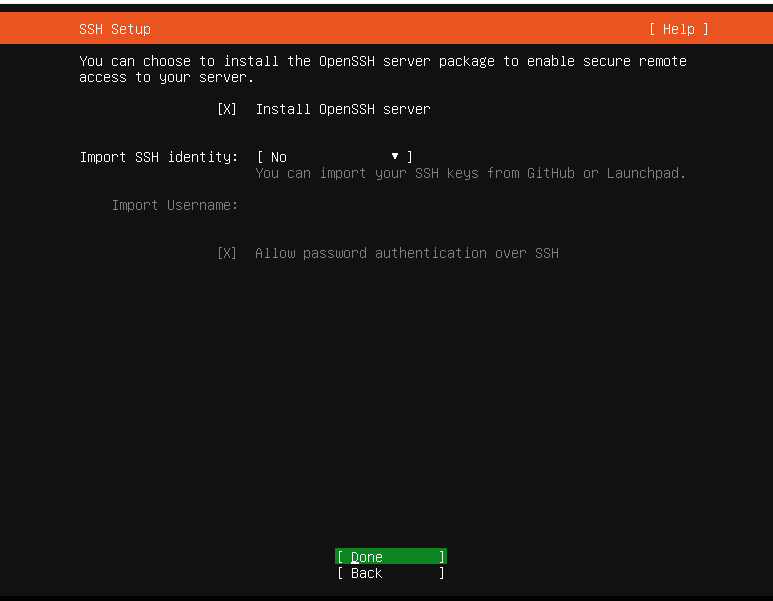 SSH Setup [ Help ]
You can choose to install the OpenSSH server package to enable secure remote
access to your server.
[X] Install OpenSSH server
Import SSH identity: [ No ▼ ]
You can import your SSH keys from GitHub or Launchpad.
Import Username:
[X] Allow password authentication over SSH
[ Done ]
[ Back ]